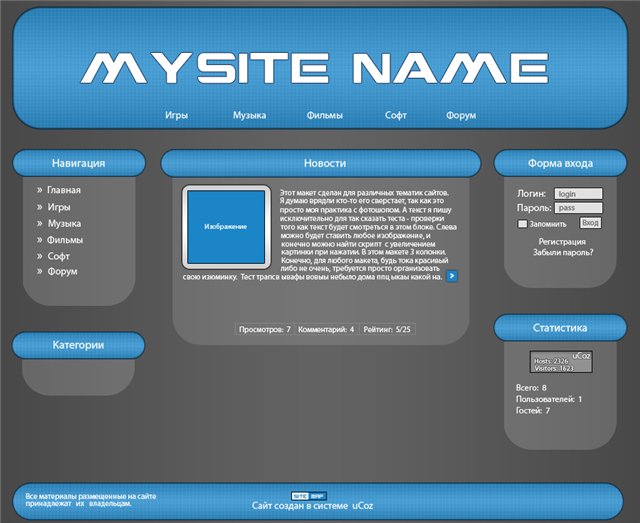 MYSITE NAME
Игры Музыка Фильмы Софт Форум
Навигация
» Главная
» Игры
» Музыка
» Фильмы
» Софт
» Форум
Категории
Новости
Изображение
Этот макет сделан для различных тематик сайтов.
Я думаю врядли кто-то его сверстает, так как это
просто моя практика с фотошопом. А текст я пишу
исключительно для так сказать теста - проверки
того как текст будет смотреться в этом блоке. Слева
можно будет ставить любое изображение, и
конечно можно найти скрипт с увеличением
картинки при нажатии. В этом макете 3 колонки.
Конечно, для любого макета, будь тока красивый
либо не очень, требуется просто организовать
свою изюминку. Тест трапсв ывафы вовыы небыло дома ппц ыкаы какой на.
Просмотров: 7 Комментарий: 4 Рейтинг: 5/25
Форма входа
Логин: login
Пароль: pass
Запомнить Вход
Регистрация
Забыли пароль?
Статистика
uCoz
Hosts: 2326
Visitors: 1623
Всего: 8
Пользователей: 1
Гостей: 7
Все материалы размещенные на сайте
принадлежат их владельцам.
SITE MAP
Сайт создан в системе uCoz